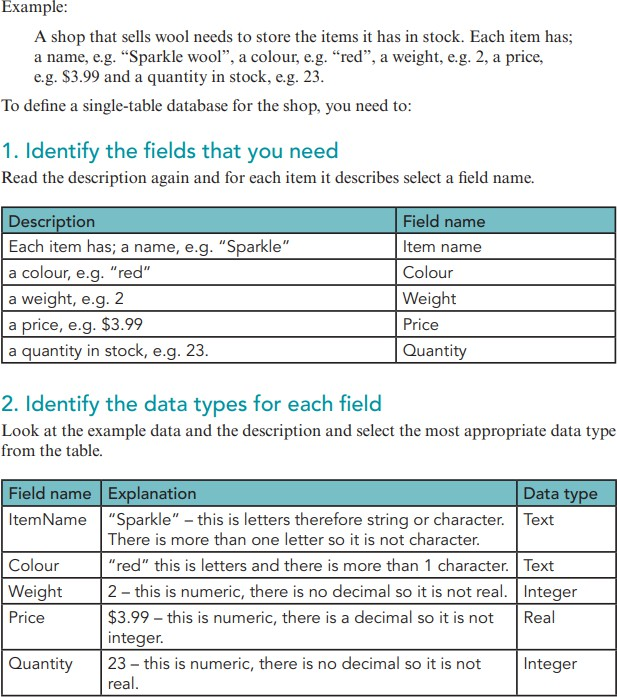 Example:
A shop that sells wool needs to store the items it has in stock. Each item has;
a name, e.g. “Sparkle wool”, a colour, e.g. “red”, a weight, e.g. 2, a price,
e.g. $3.99 and a quantity in stock, e.g. 23.
To define a single-table database for the shop, you need to:
1. Identify the fields that you need
Read the description again and for each item it describes select a field name.
Description Field name
Each item has; a name, e.g. “Sparkle” Item name
a colour, e.g. “red” Colour
a weight, e.g. 2 Weight
a price, e.g. $3.99 Price
a quantity in stock, e.g. 23. Quantity
2. Identify the data types for each field
Look at the example data and the description and select the most appropriate data type
from the table.
Field name Explanation Data type
ItemName “Sparkle” – this is letters therefore string or character. Text
There is more than one letter so it is not character.
Colour “red” this is letters and there is more than 1 character. Text
Weight 2 – this is numeric, there is no decimal so it is not real. Integer
Price $3.99 – this is numeric, there is a decimal so it is not Real
integer.
Quantity 23 – this is numeric, there is no decimal so it is not Integer
real.